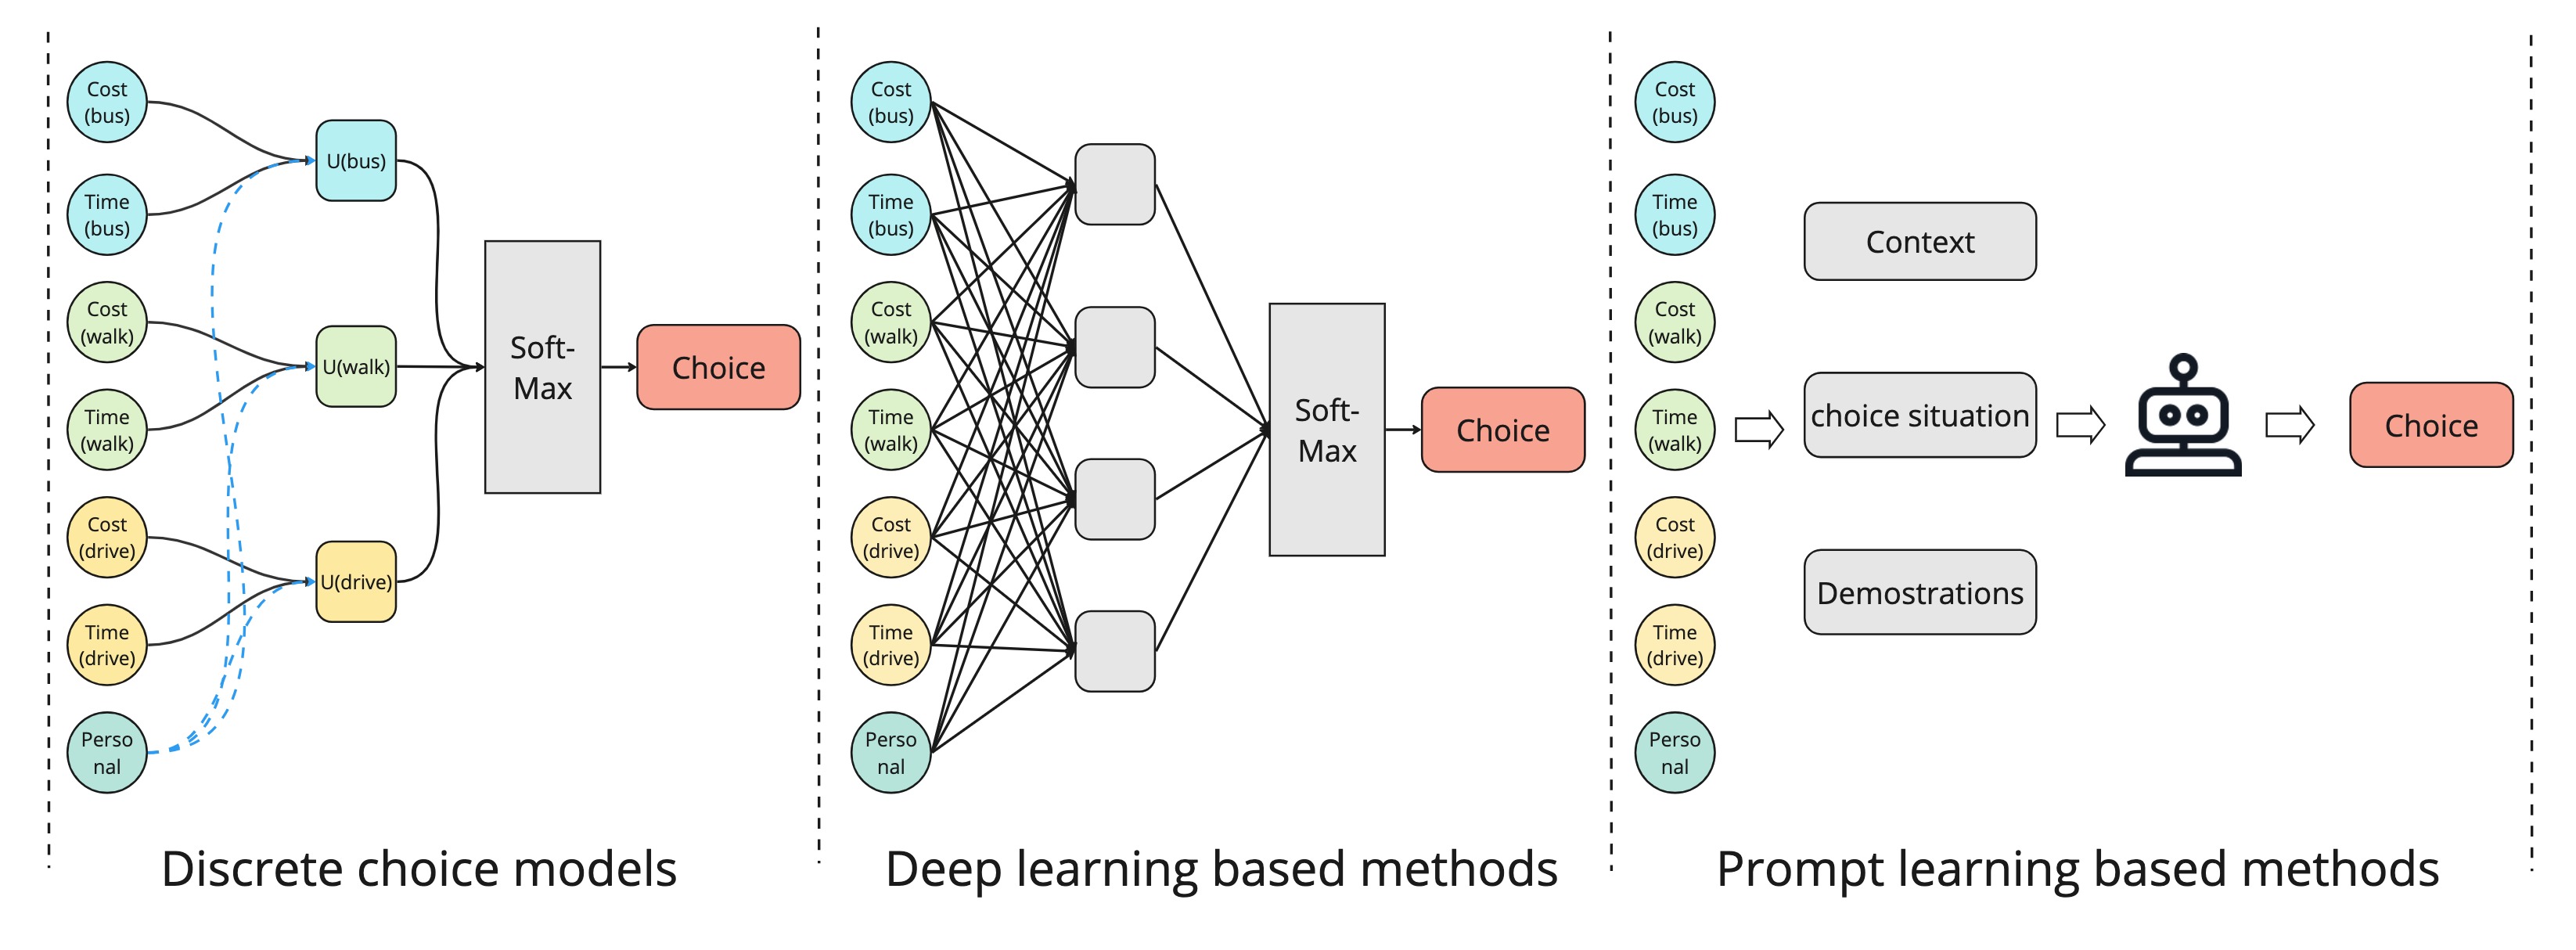 Cost
(bus)
Time
(bus)
Cost
(walk)
Time
(walk)
Cost
(drive)
Time
(drive)
Perso
nal
U(bus)
U(walk)
U(drive)
Soft-
Max
Choice
Discrete choice models
Cost
(bus)
Time
(bus)
Cost
(walk)
Time
(walk)
Cost
(drive)
Time
(drive)
Perso
nal
Soft-
Max
Choice
Deep learning based methods
Cost
(bus)
Time
(bus)
Cost
(walk)
Time
(walk)
Cost
(drive)
Time
(drive)
Perso
nal
Context
choice situation
Demostrations
Choice
Prompt learning based methods